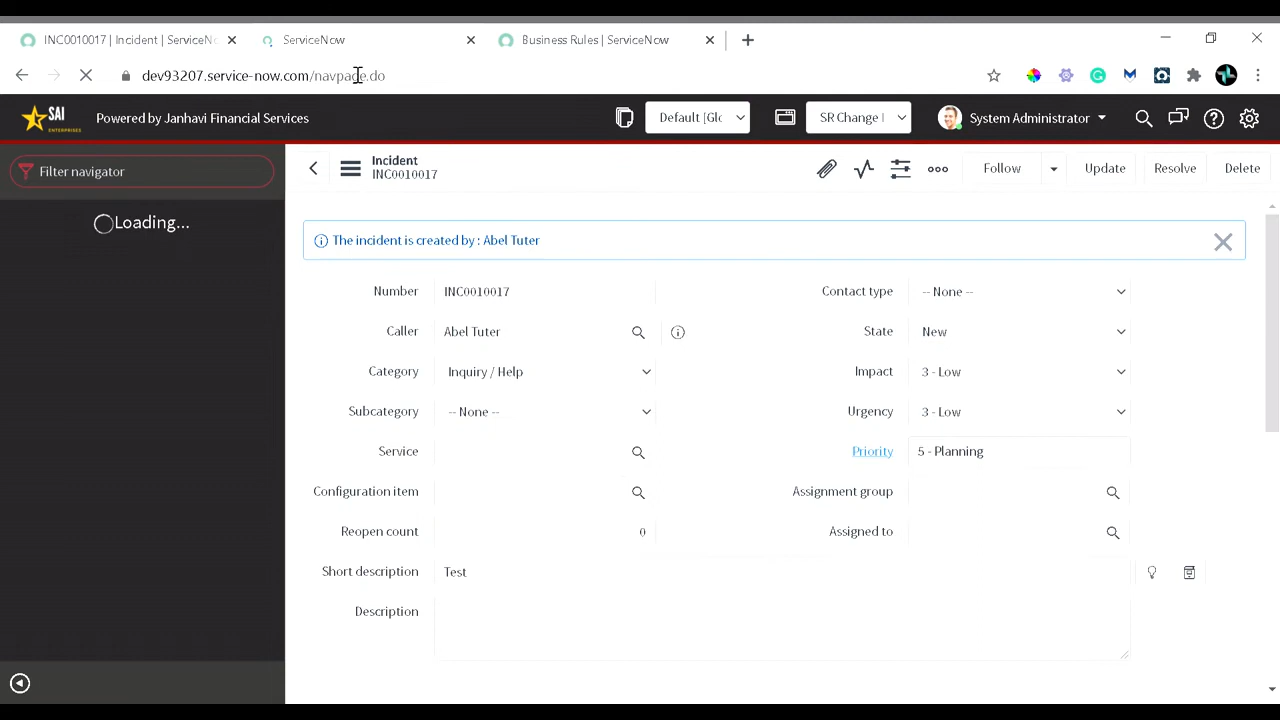 INC0010017 | Incident | ServiceNo
ServiceNow
Business Rules | ServiceNow
dev93207.service-now.com/navpage.do
SAI
ENTERPRISES
Powered by Janhavi Financial Services
Default [Glo
SR Change I
System Administrator
Filter navigator
Loading...
Incident
INC0010017
Follow
Update
Resolve
Delete
The incident is created by : Abel Tuter
Number
INC0010017
Contact type
-- None --
Caller
Abel Tuter
State
New
Category
Inquiry / Help
Impact
3 - Low
Subcategory
-- None --
Urgency
3 - Low
Service
Priority
5 - Planning
Configuration item
Assignment group
Reopen count
0
Assigned to
Short description
Test
Description